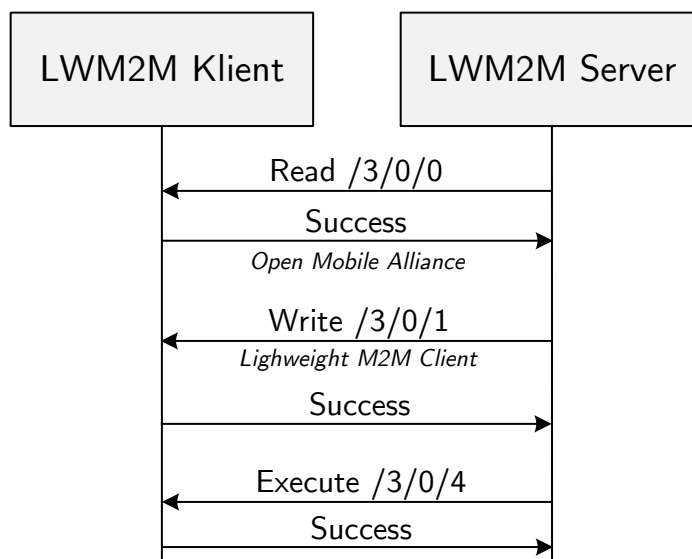 LWM2M Klient
LWM2M Server
Read /3/0/0
Success
Open Mobile Alliance
Write /3/0/1
Lighweight M2M Client
Success
Execute /3/0/4
Success